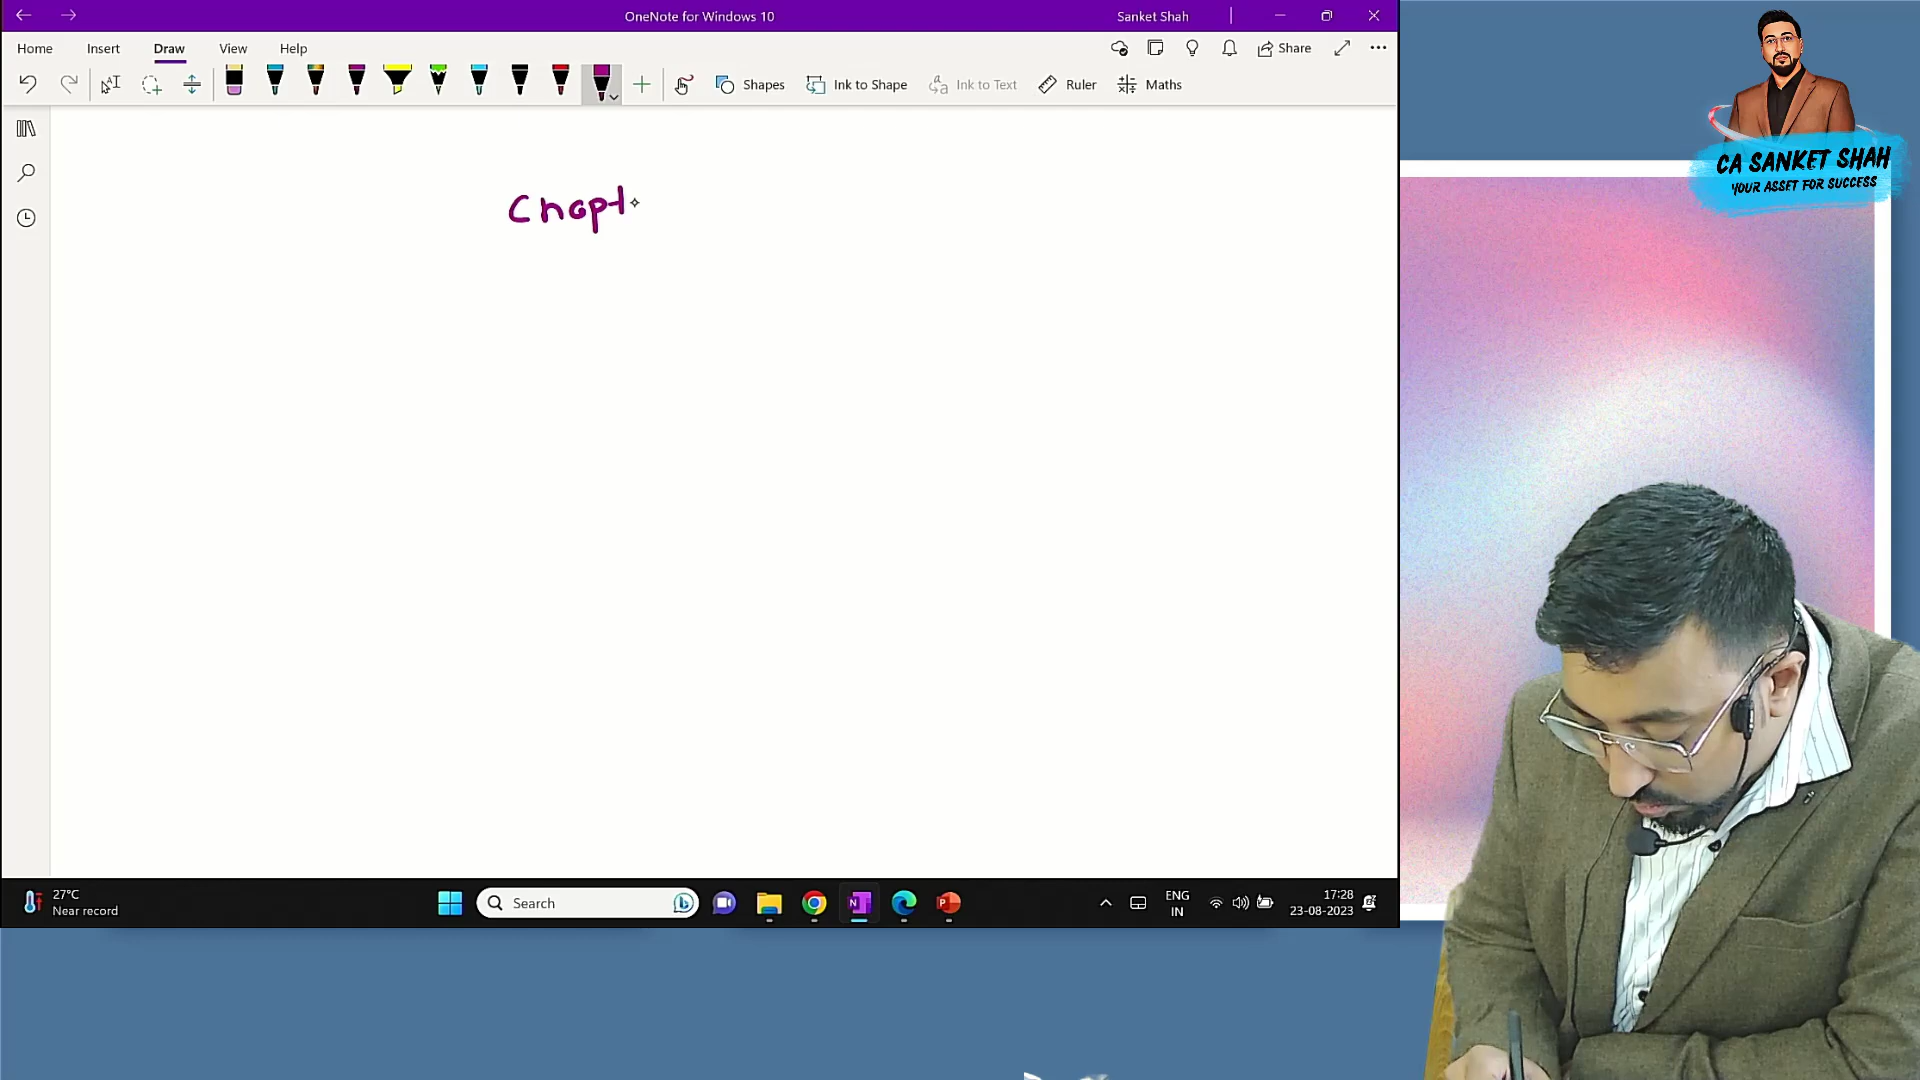 OneNote for Windows 10
Sanket Shah
Home Insert Draw View Help
Share
Shapes Ink to Shape Ink to Text Ruler Maths
CA SANKET SHAH
YOUR ASSET FOR SUCCESS
Chapt
27°C
Near record
Search
ENG
IN
17:28
23-08-2023